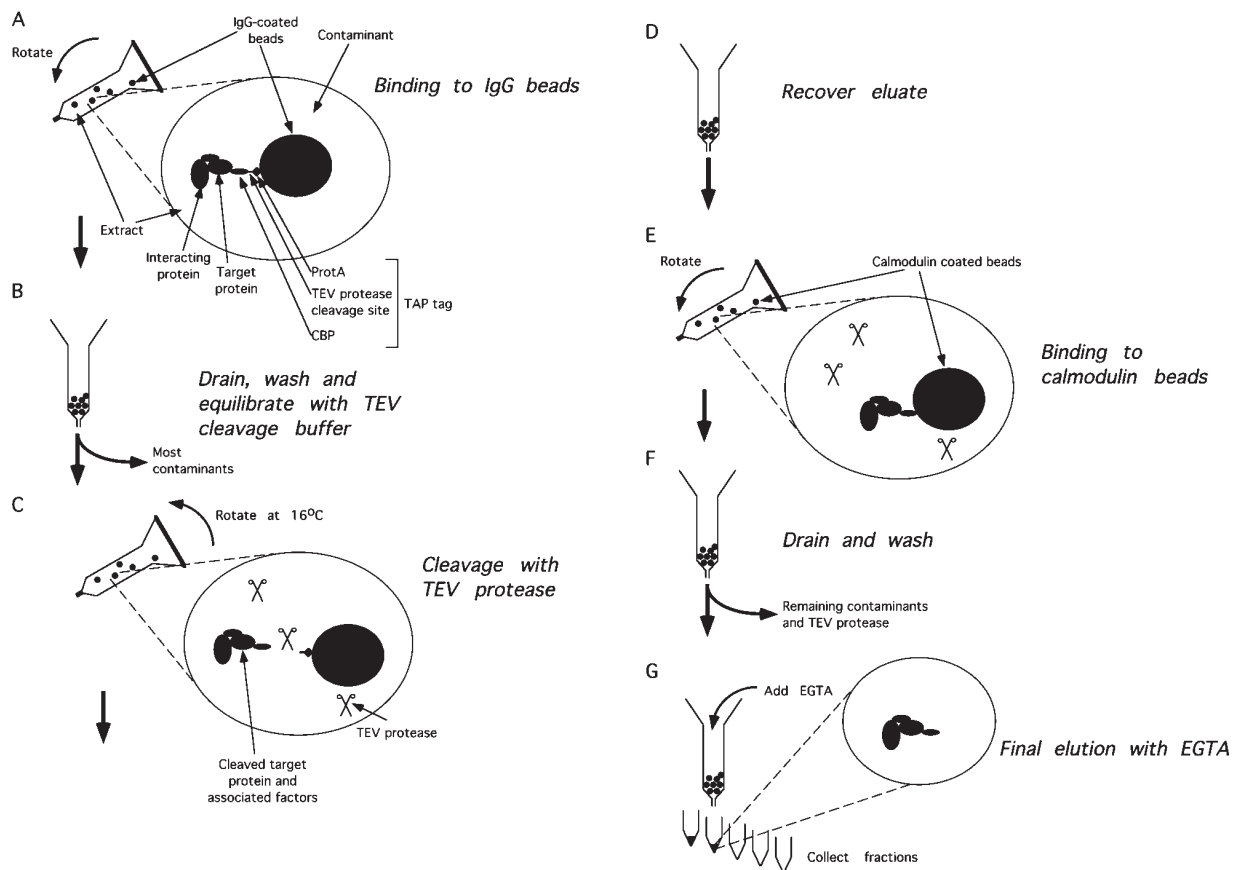 A
IgG-coated
beads
Contaminant
Rotate
Binding to IgG beads
Extract
Interacting
protein
Target
protein
ProtA
TEV protease
cleavage site
CBP
TAP tag
B
Drain, wash and
equilibrate with TEV
cleavage buffer
Most
contaminants
C
Rotate at 16°C
Cleavage with
TEV protease
TEV protease
Cleaved target
protein and
associated factors
D
Recover eluate
E
Rotate
Calmodulin coated beads
Binding to
calmodulin beads
F
Drain and wash
Remaining contaminants
and TEV protease
G
Add EGTA
Final elution with EGTA
Collect fractions